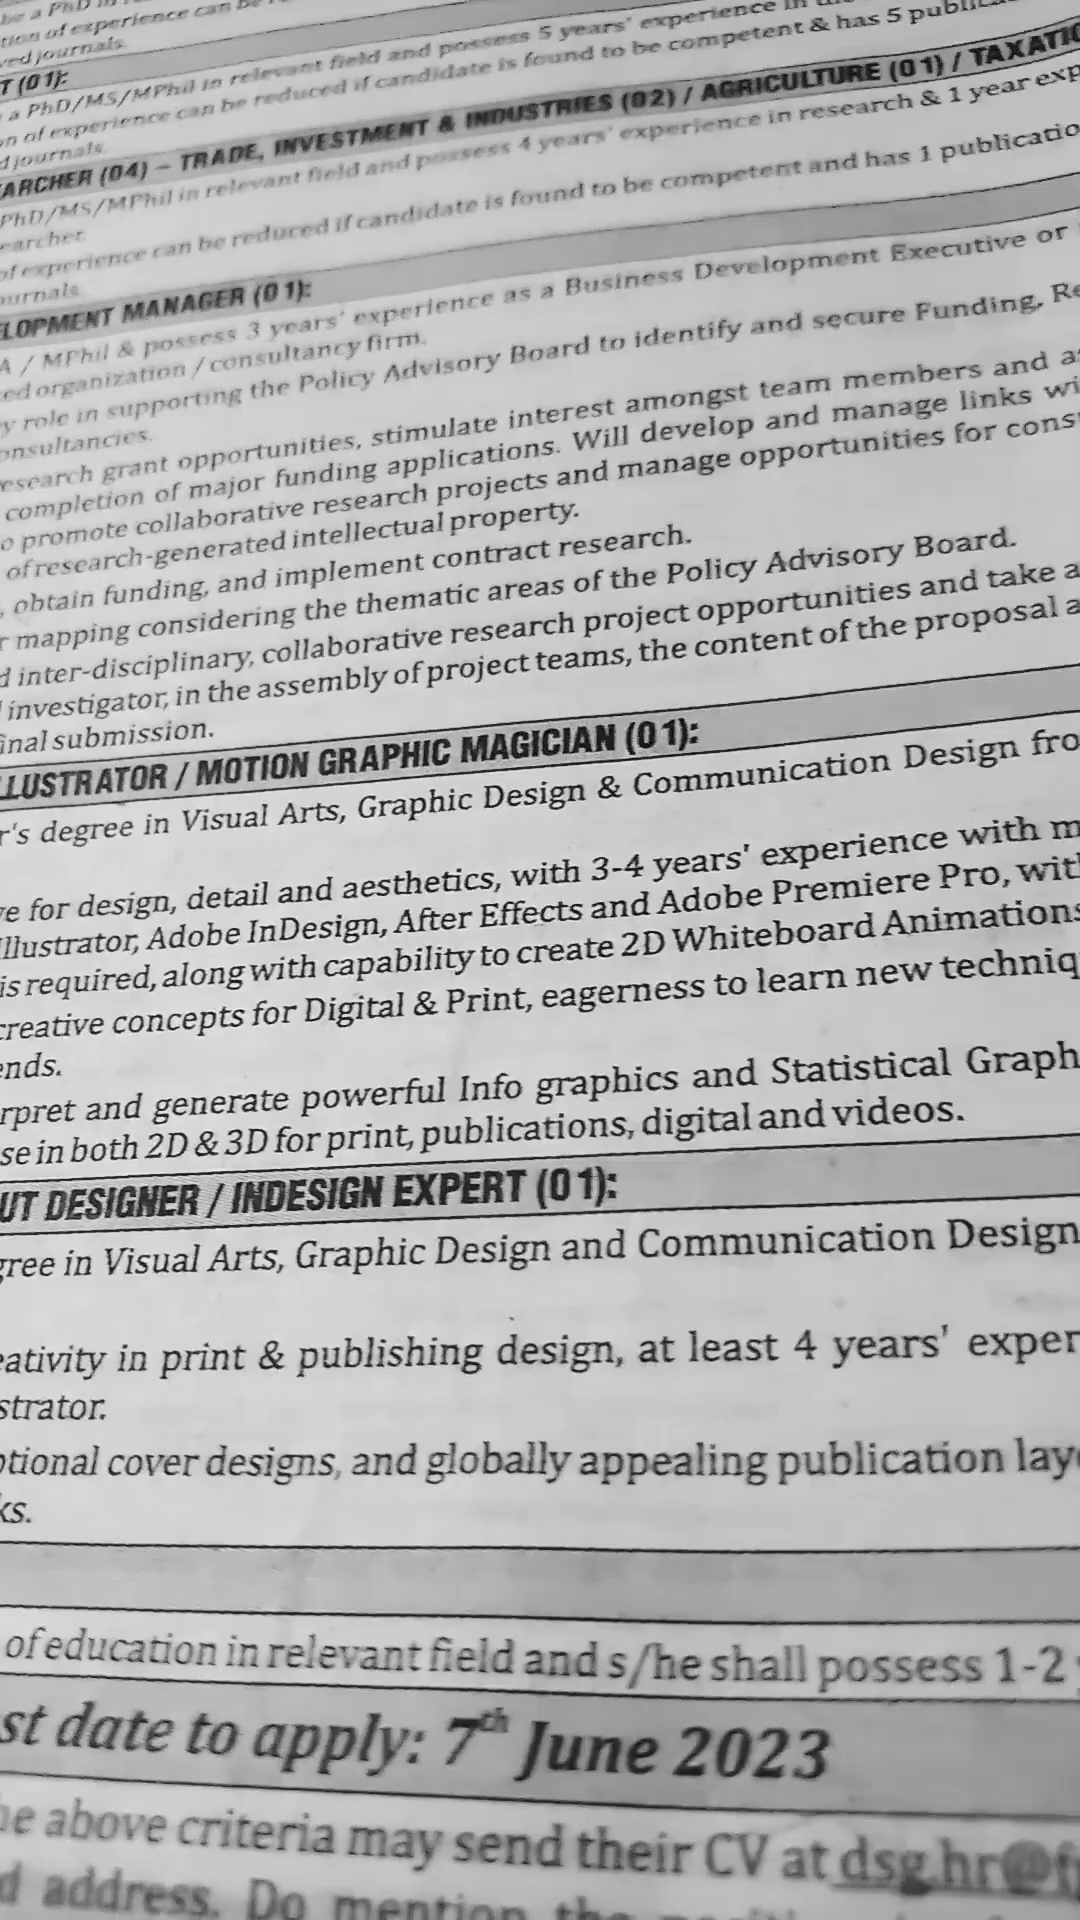 be a PhD in
tion of experience can be
ved journals.
T (01):
a PhD/MS/MPhil in relevant field and possess 5 years' experience in
n of experience can be reduced if candidate is found to be competent & has 5
d journals.
ARCHER (04) – TRADE, INVESTMENT & INDUSTRIES (02) / AGRICULTURE (01) / TAXATIO
PhD/MS/MPhil in relevant field and possess 4 years' experience in research & 1 year exp
earcher.
of experience can be reduced if candidate is found to be competent and has 1 publicatio
ournals.
ELOPMENT MANAGER (01):
A / MPhil & possess 3 years' experience as a Business Development Executive or
ed organization / consultancy firm.
y role in supporting the Policy Advisory Board to identify and secure Funding, Re
onsultancies.
esearch grant opportunities, stimulate interest amongst team members and
completion of major funding applications. Will develop and manage links wi
o promote collaborative research projects and manage opportunities for cons
of research-generated intellectual property.
, obtain funding, and implement contract research.
r mapping considering the thematic areas of the Policy Advisory Board.
d inter-disciplinary, collaborative research project opportunities and take a
investigator, in the assembly of project teams, the content of the proposal a
inal submission.
LLUSTRATOR / MOTION GRAPHIC MAGICIAN (01):
r's degree in Visual Arts, Graphic Design & Communication Design fro
ve for design, detail and aesthetics, with 3-4 years' experience with m
Illustrator, Adobe InDesign, After Effects and Adobe Premiere Pro, with
is required, along with capability to create 2D Whiteboard Animations
creative concepts for Digital & Print, eagerness to learn new techniq
ends.
rpret and generate powerful Info graphics and Statistical Graph
se in both 2D & 3D for print, publications, digital and videos.
UT DESIGNER / INDESIGN EXPERT (01):
gree in Visual Arts, Graphic Design and Communication Design
eativity in print & publishing design, at least 4 years' exper
strator.
ptional cover designs, and globally appealing publication lay
ks.
of education in relevant field and s/he shall possess 1-2
st date to apply: 7th June 2023
he above criteria may send their CV at dsg.hr@f
d address. Do mention the